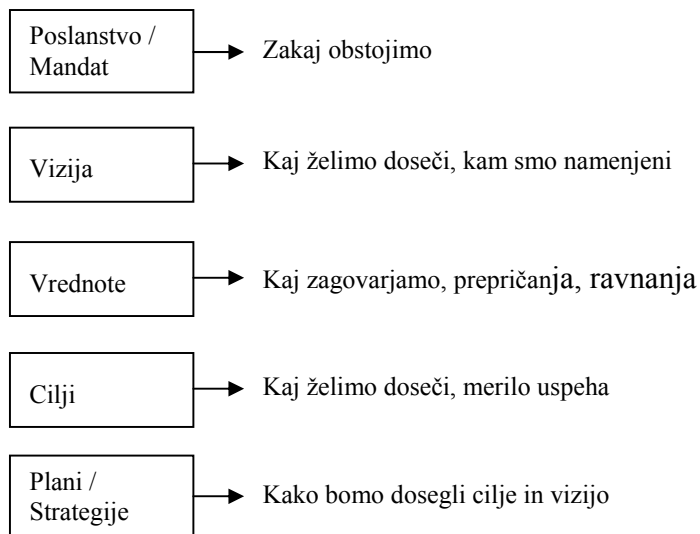 Poslanstvo /
Mandat
Zakaj obstojimo
Vizija
Kaj želimo doseči, kam smo namenjeni
Vrednote
Kaj zagovarjamo, prepričanja, ravnanja
Cilji
Kaj želimo doseči, merilo uspeha
Plani /
Strategije
Kako bomo dosegli cilje in vizijo